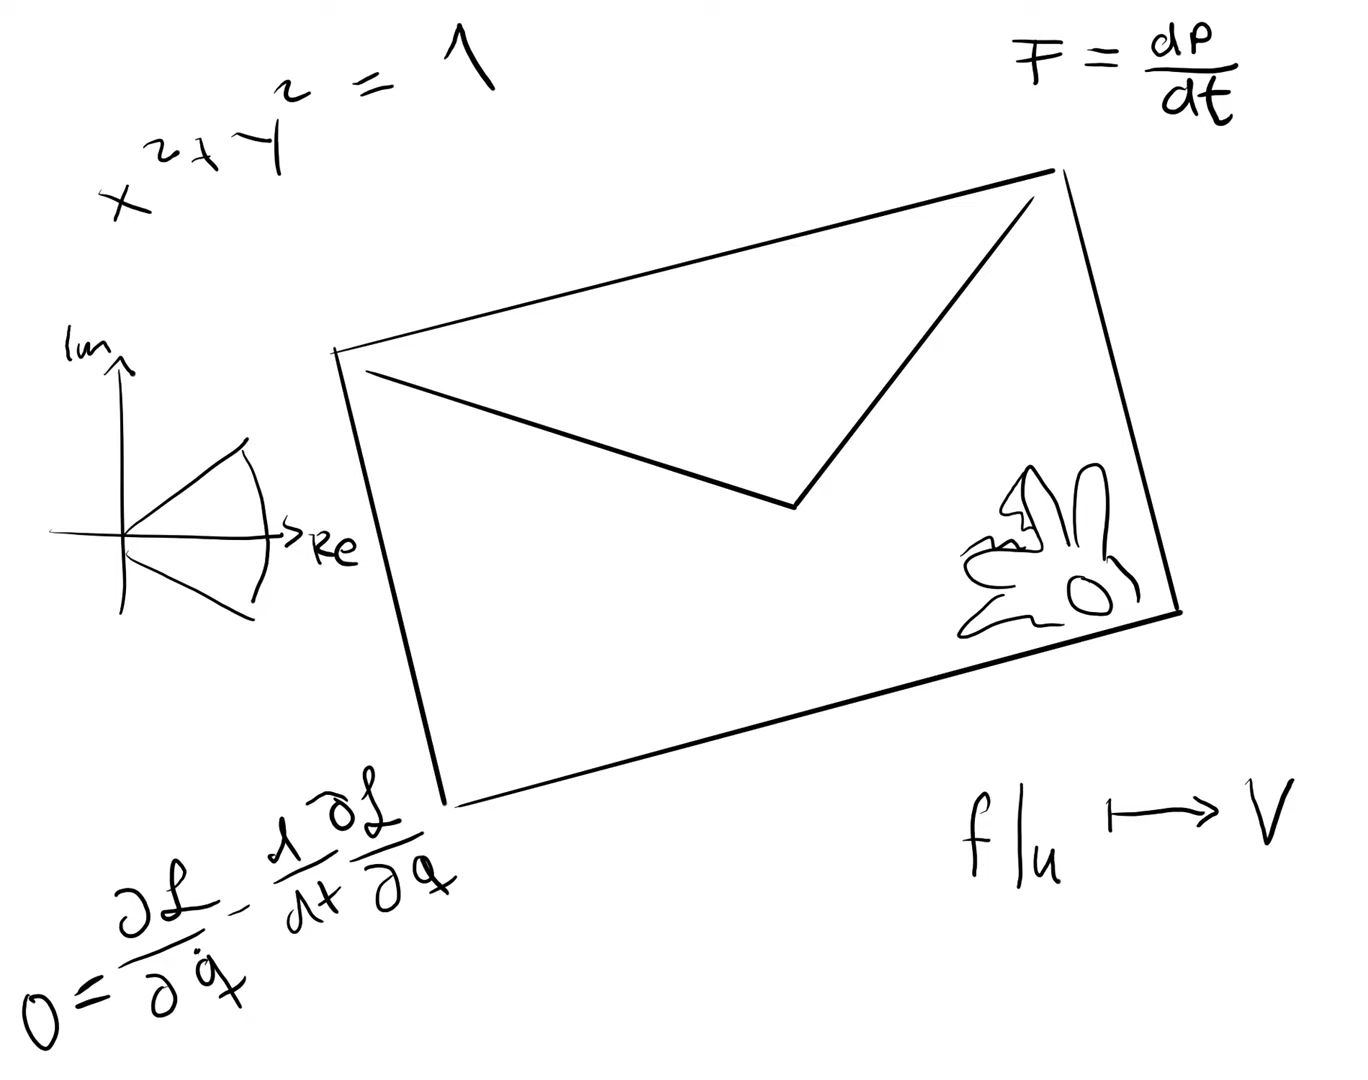 x² + y² = 1
F = dp/dt
Im
Re
0 = ∂ℒ/∂q̇ - d/dt ∂ℒ/∂q
f|u ↦ V